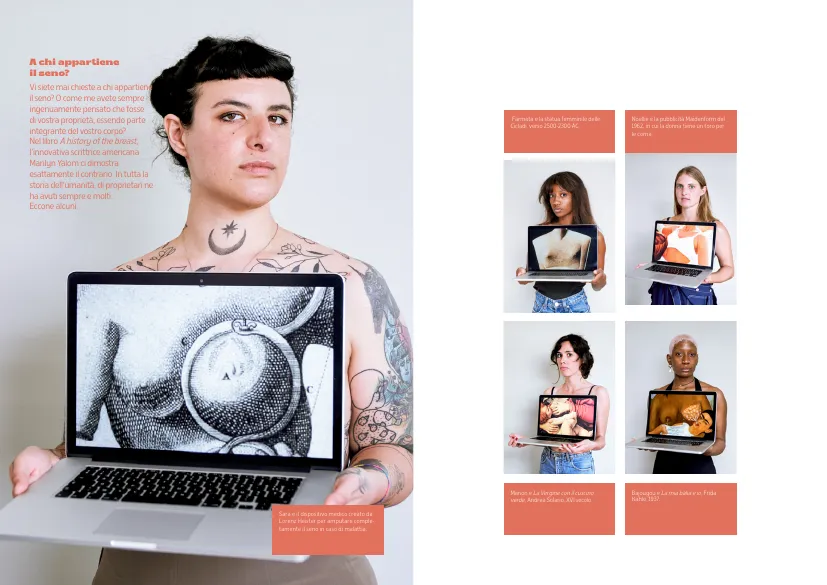 A chi appartiene
il seno?
Vi siete mai chieste a chi appartiene
il seno? O come me avete sempre
ingenuamente pensato che fosse
di vostra proprietà, essendo parte
integrante del vostro corpo?
Nel libro A history of the breast,
l'innovativa scrittrice americana
Marilyn Yalom ci dimostra
esattamente il contrario. In tutta la
storia dell'umanità, di proprietari ne
ha avuti sempre e molti.
Eccone alcuni.
A
C
C
Sara e il dispositivo medico creato da
Lorenz Heister per amputare comple-
tamente il seno in caso di malattia.
e la statua femminile delle
Cicladi, verso 2500-2300 AC.
e la pubblicità Maidenform del
1962, in cui la donna tiene un toro per
le corna.
e La Vergine con il cuscino
verde, Andrea Solario, XVI secolo.
e La mia balia e io, Frida
Kahlo, 1937.